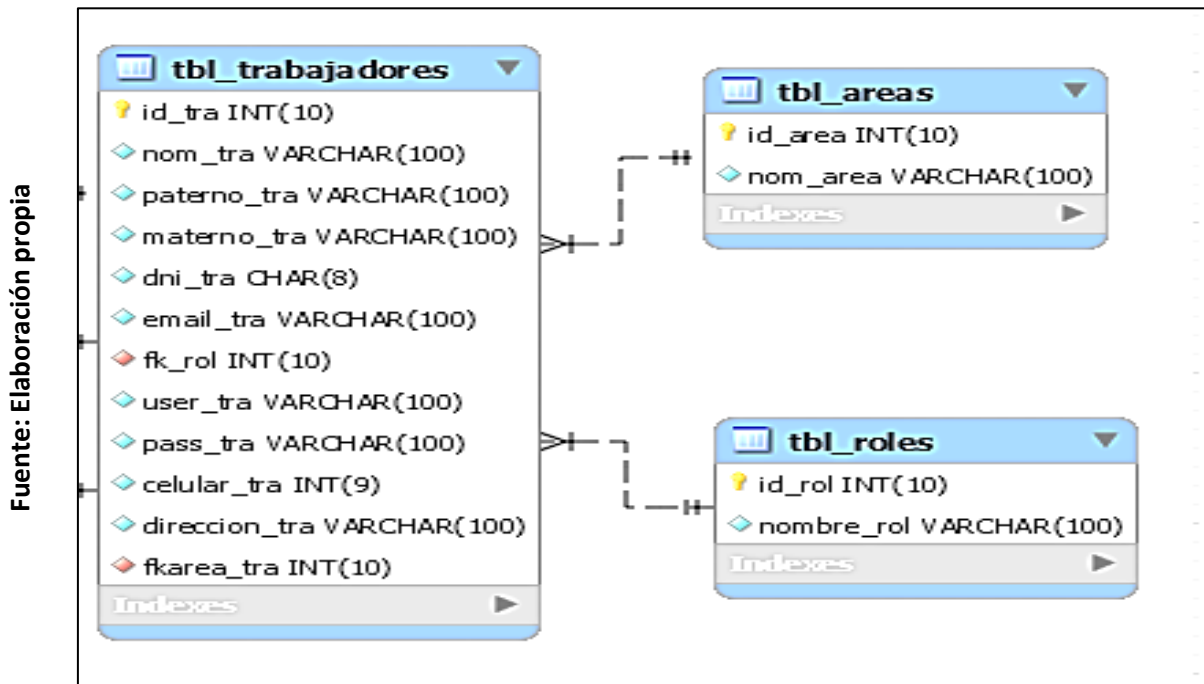 Fuente: Elaboración propia
tbl_trabajadores
id_tra INT(10)
nom_tra VARCHAR(100)
paterno_tra VARCHAR(100)
materno_tra VARCHAR(100)
dni_tra CHAR(8)
email_tra VARCHAR(100)
fk_rol INT(10)
user_tra VARCHAR(100)
pass_tra VARCHAR(100)
celular_tra INT(9)
direccion_tra VARCHAR(100)
fkarea_tra INT(10)
Indexes
tbl_areas
id_area INT(10)
nom_area VARCHAR(100)
Indexes
tbl_roles
id_rol INT(10)
nombre_rol VARCHAR(100)
Indexes